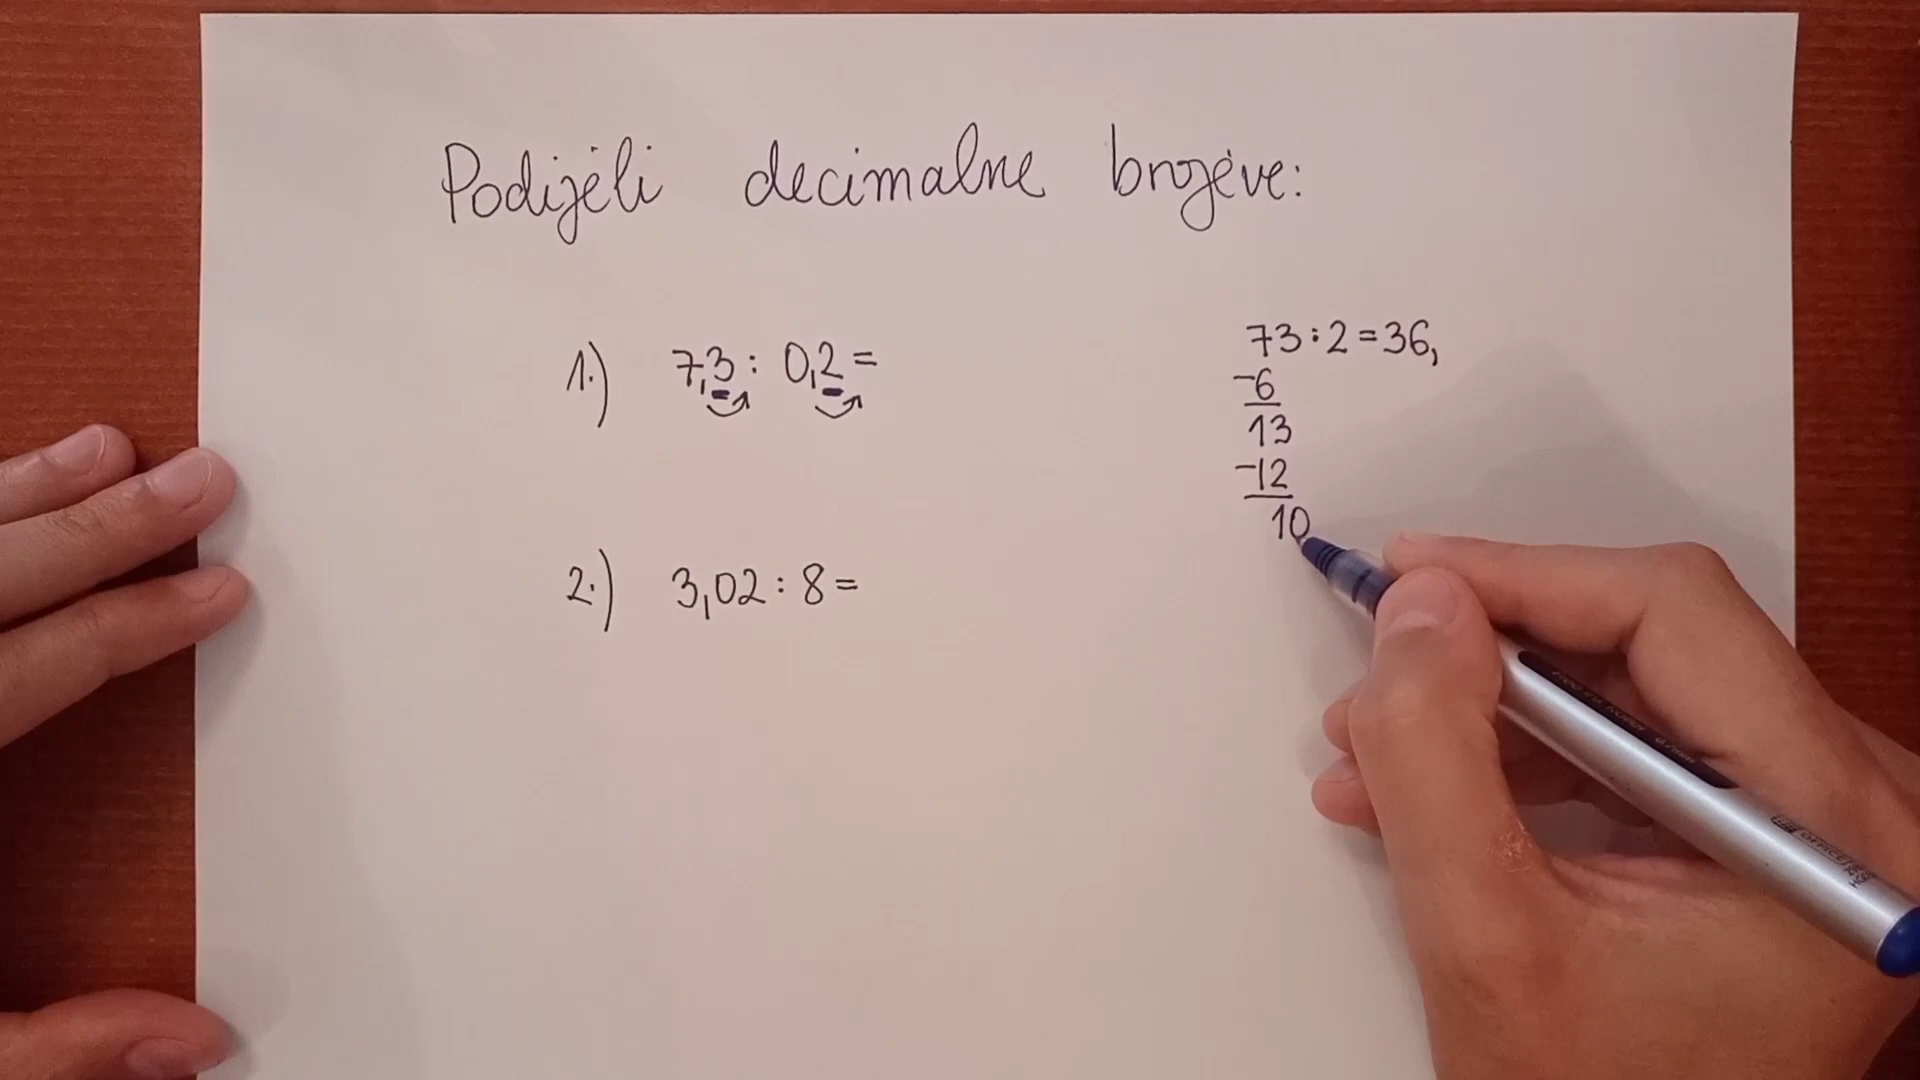 Podijeli decimalne brojeve:
1.) 7,3 : 0,2 =
2.) 3,02 : 8 =
73 : 2 = 36,
-6
13
-12
10
OFFICE